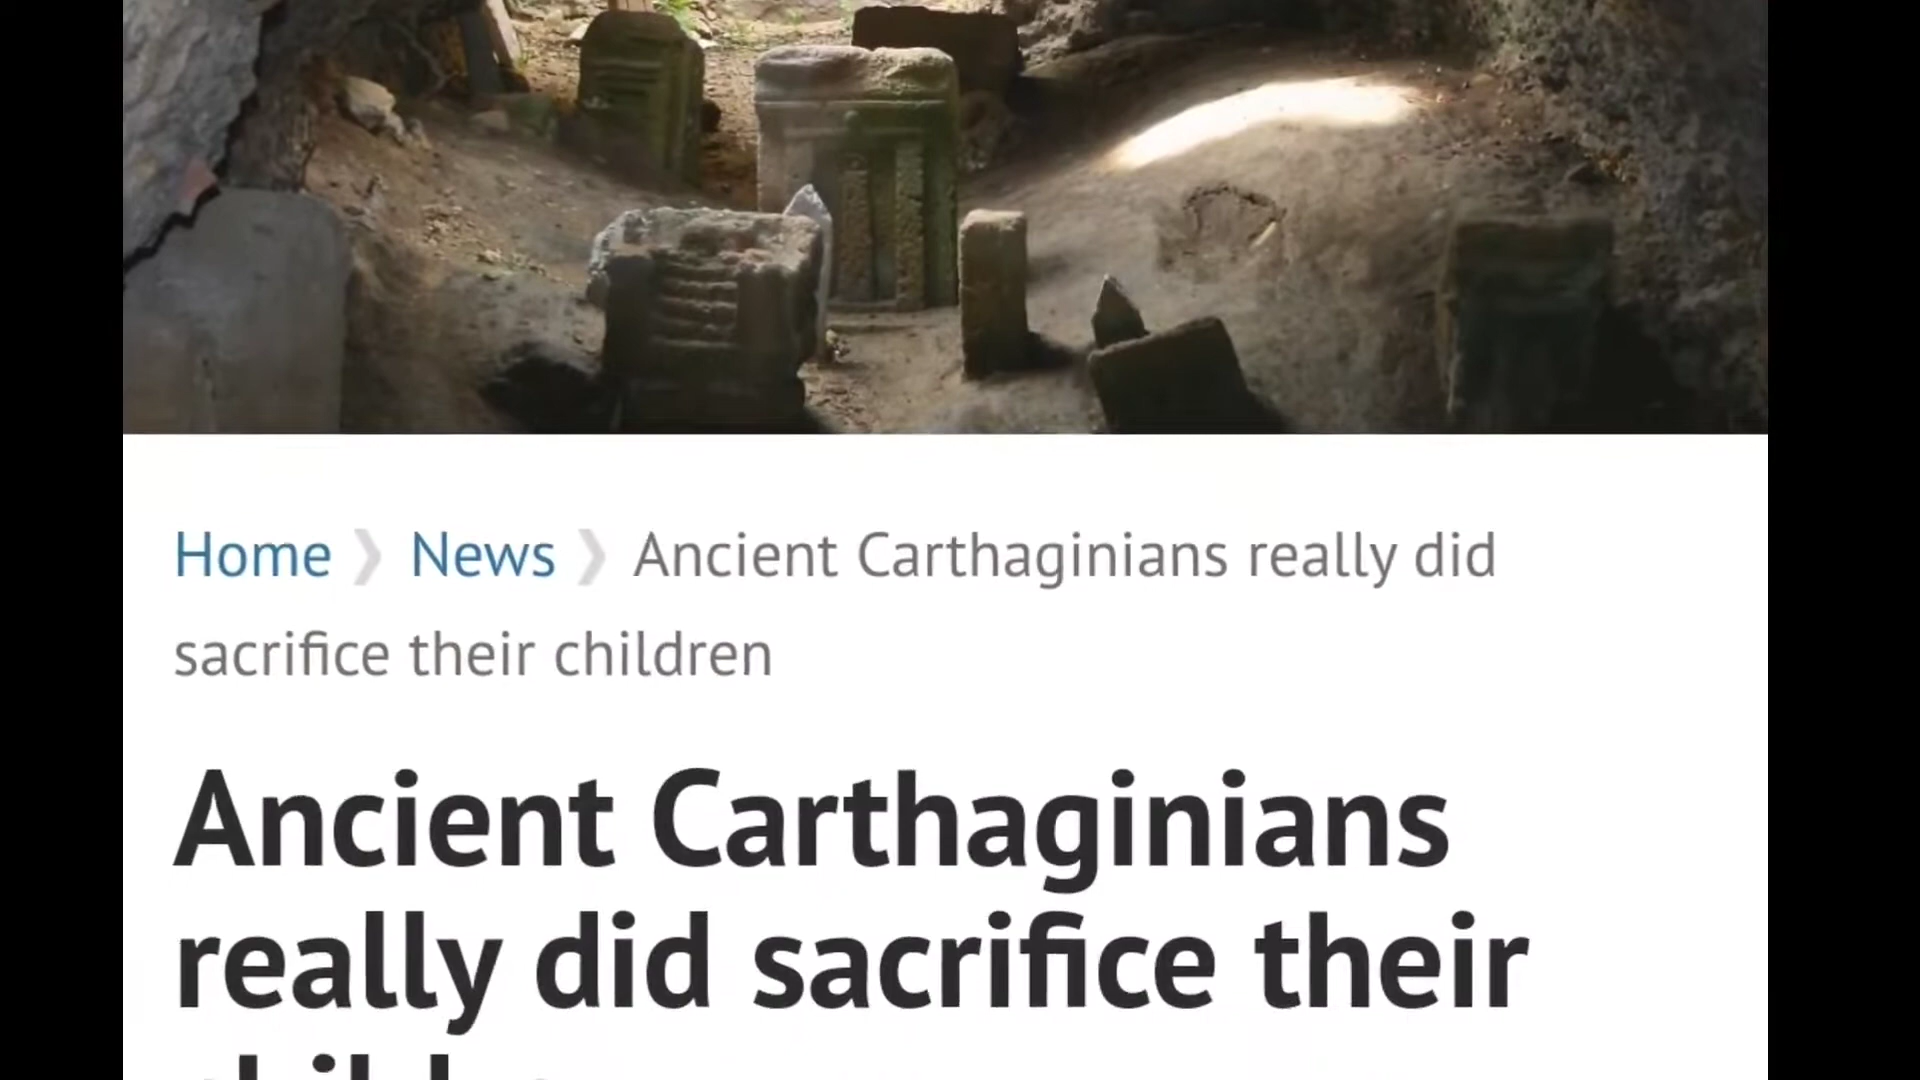 Home › News › Ancient Carthaginians really did
sacrifice their children
Ancient Carthaginians
really did sacrifice their